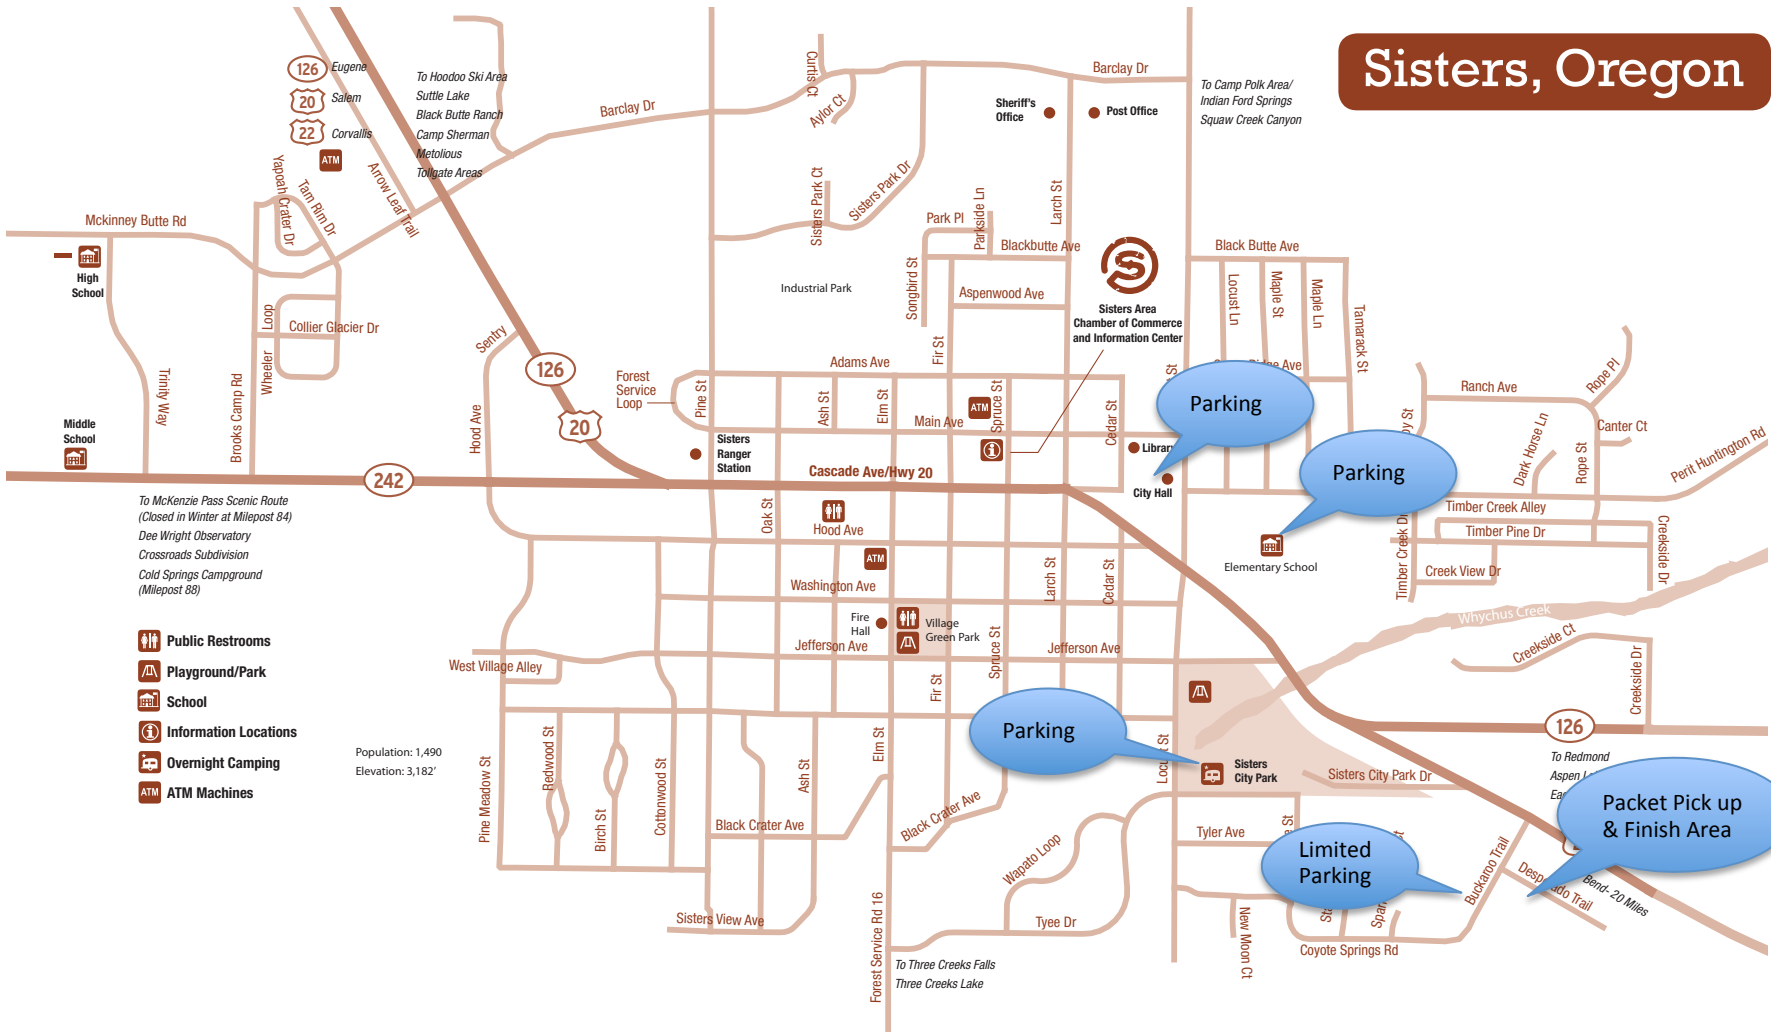 Sisters, Oregon
126 Eugene
20 Salem
22 Corvallis
ATM
To Hoodoo Ski Area
Suttle Lake
Black Butte Ranch
Camp Sherman
Metolious
Tollgate Areas
Barclay Dr
Curtis Ct
Aylor Ct
Barclay Dr
Sheriff's
Office
Post Office
To Camp Polk Area/
Indian Ford Springs
Squaw Creek Canyon
Yapoah Crater Dr
Tam Rim Dr
Arrow Leaf Trail
Mckinney Butte Rd
High
School
Sisters Park Ct
Sisters Park Dr
Park Pl
Parkside Ln
Larch St
Blackbutte Ave
Black Butte Ave
Industrial Park
Songbird St
Aspenwood Ave
Sisters Area
Chamber of Commerce
and Information Center
Locust Ln
Maple St
Maple Ln
Tamarack St
Loop
Wheeler
Collier Glacier Dr
Sentry
126
20
Forest
Service
Loop
Adams Ave
Fir St
Pine St
Ash St
Elm St
Main Ave
ATM
Spruce St
Cedar St
Parking
Ranch Ave
Rope Pl
Canter Ct
Dark Horse Ln
Rope St
Perit Huntington Rd
Trinity Way
Brooks Camp Rd
Hood Ave
Middle
School
Sisters
Ranger
Station
Library
City Hall
Parking
242
Cascade Ave/Hwy 20
To McKenzie Pass Scenic Route
(Closed in Winter at Milepost 84)
Dee Wright Observatory
Crossroads Subdivision
Cold Springs Campground
(Milepost 88)
Oak St
Hood Ave
ATM
Washington Ave
Larch St
Cedar St
Elementary School
Timber Creek Dr
Timber Creek Alley
Timber Pine Dr
Creek View Dr
Creekside Dr
Whychus Creek
Creekside Ct
Creekside Dr
Fire
Hall
Village
Green Park
Jefferson Ave
Jefferson Ave
Spruce St
Fir St
West Village Alley
Public Restrooms
Playground/Park
School
Information Locations
Overnight Camping
ATM Machines
Population: 1,490
Elevation: 3,182'
Pine Meadow St
Redwood St
Birch St
Cottonwood St
Ash St
Elm St
Black Crater Ave
Black Crater Ave
Parking
Locust St
Sisters
City Park
Sisters City Park Dr
126
To Redmond
Packet Pick up
& Finish Area
Tyler Ave
Limited
Parking
Buckaroo Trail
Trail
Bend- 20 Miles
Wapato Loop
Tyee Dr
Sisters View Ave
Forest Service Rd 16
To Three Creeks Falls
Three Creeks Lake
New Moon Ct
Coyote Springs Rd